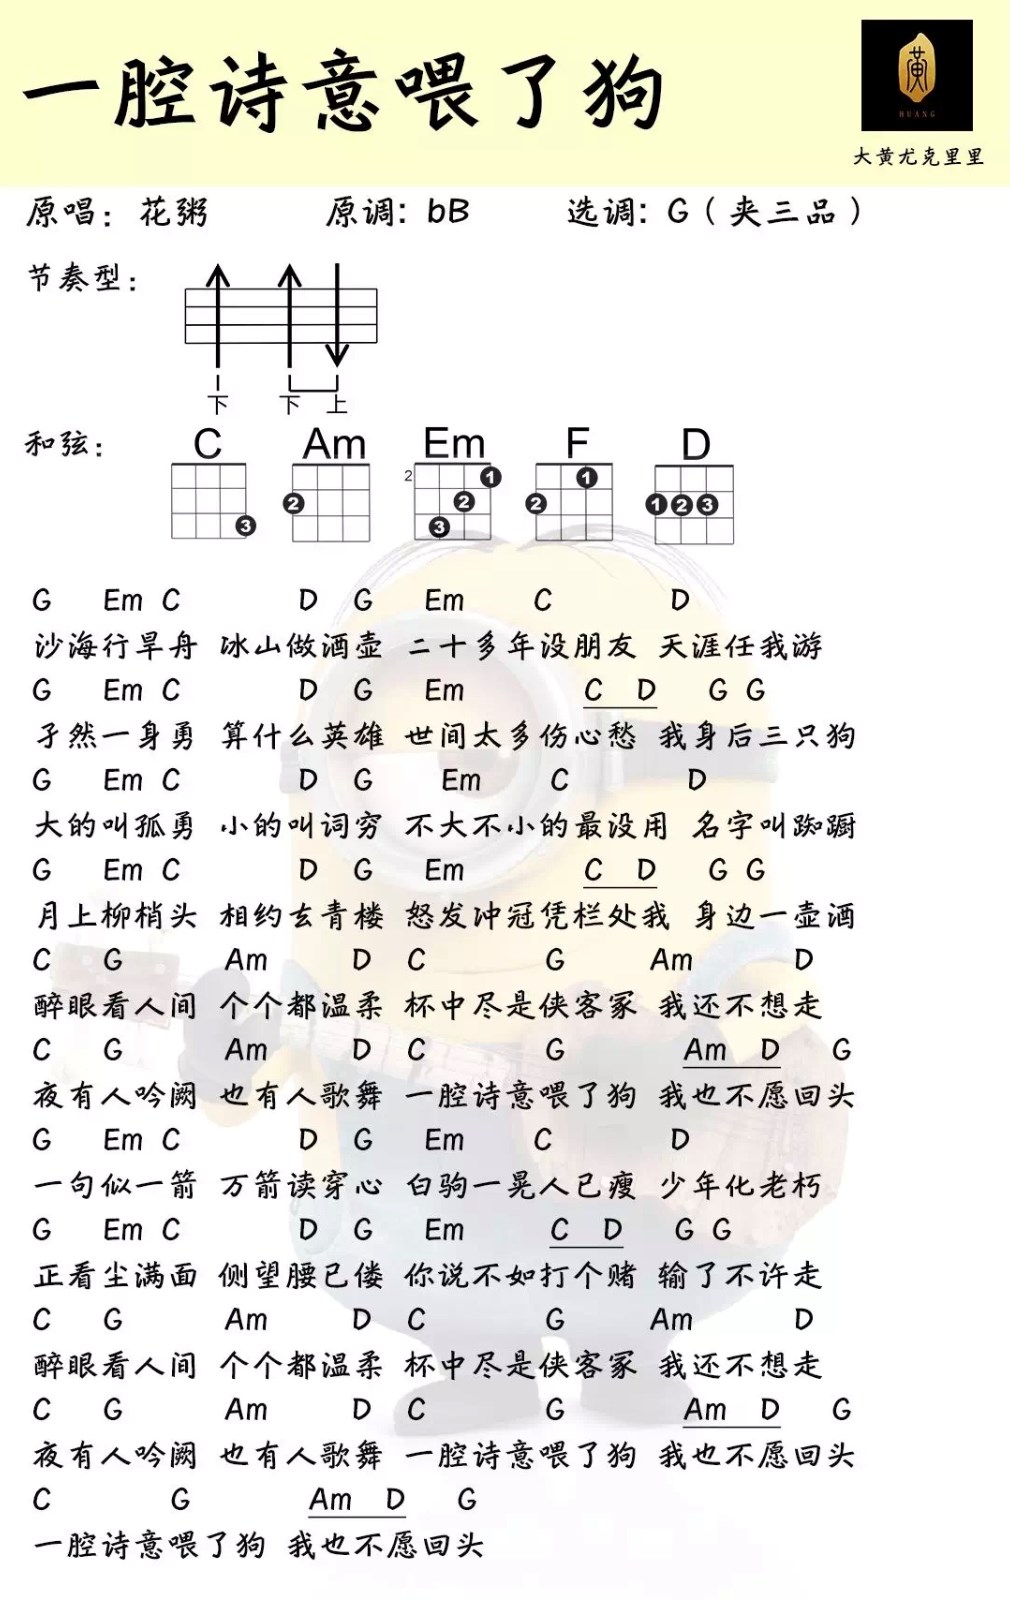 一腔诗意喂了狗
黄
HUANG
大黄尤克里里
原唱：花粥 原调: bB 选调: G（夹三品）
节奏型：
下 下 上
和弦： C Am Em F D
2
3 2 1 2 3 1 2 1 2 3
G Em C D G Em C D
沙海行旱舟 冰山做酒壶 二十多年没朋友 天涯任我游
G Em C D G Em C D G G
孑然一身勇 算什么英雄 世间太多伤心愁 我身后三只狗
G Em C D G Em C D
大的叫孤勇 小的叫词穷 不大不小的最没用 名字叫踟蹰
G Em C D G Em C D G G
月上柳梢头 相约玄青楼 怒发冲冠凭栏处我 身边一壶酒
C G Am D C G Am D
醉眼看人间 个个都温柔 杯中尽是侠客冢 我还不想走
C G Am D C G Am D G
夜有人吟阙 也有人歌舞 一腔诗意喂了狗 我也不愿回头
G Em C D G Em C D
一句似一箭 万箭读穿心 白驹一晃人已瘦 少年化老朽
G Em C D G Em C D G G
正看尘满面 侧望腰已偻 你说不如打个赌 输了不许走
C G Am D C G Am D
醉眼看人间 个个都温柔 杯中尽是侠客冢 我还不想走
C G Am D C G Am D G
夜有人吟阙 也有人歌舞 一腔诗意喂了狗 我也不愿回头
C G Am D G
一腔诗意喂了狗 我也不愿回头